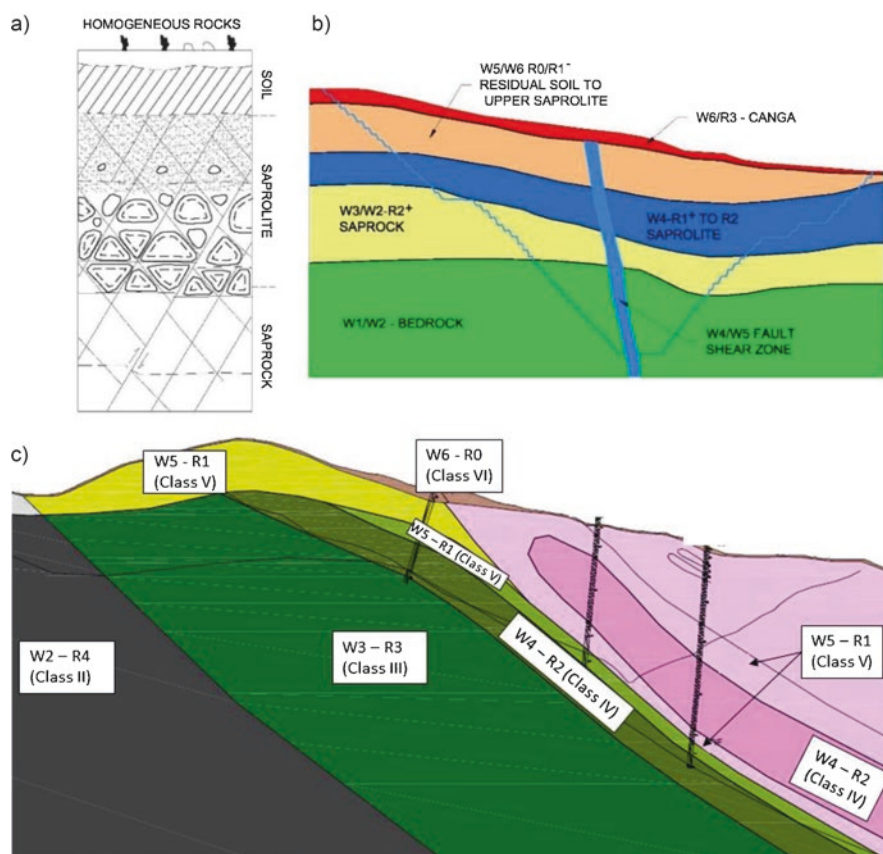 a)
HOMOGENEOUS ROCKS
SOIL
SAPROLITE
SAPROCK
b)
W5/W6 R0/R1⁻
RESIDUAL SOIL TO
UPPER SAPROLITE
W6/R3 - CANGA
W3/W2-R2⁺
SAPROCK
W4-R1⁺ TO R2
SAPROLITE
W1/W2 - BEDROCK
W4/W5 FAULT
SHEAR ZONE
c)
W5 - R1
(Class V)
W6 - R0
(Class VI)
W5 – R1 (Class V)
W2 – R4
(Class II)
W3 – R3
(Class III)
W4 – R2
(Class IV)
W5 – R1
(Class V)
W4 – R2
(Class IV)